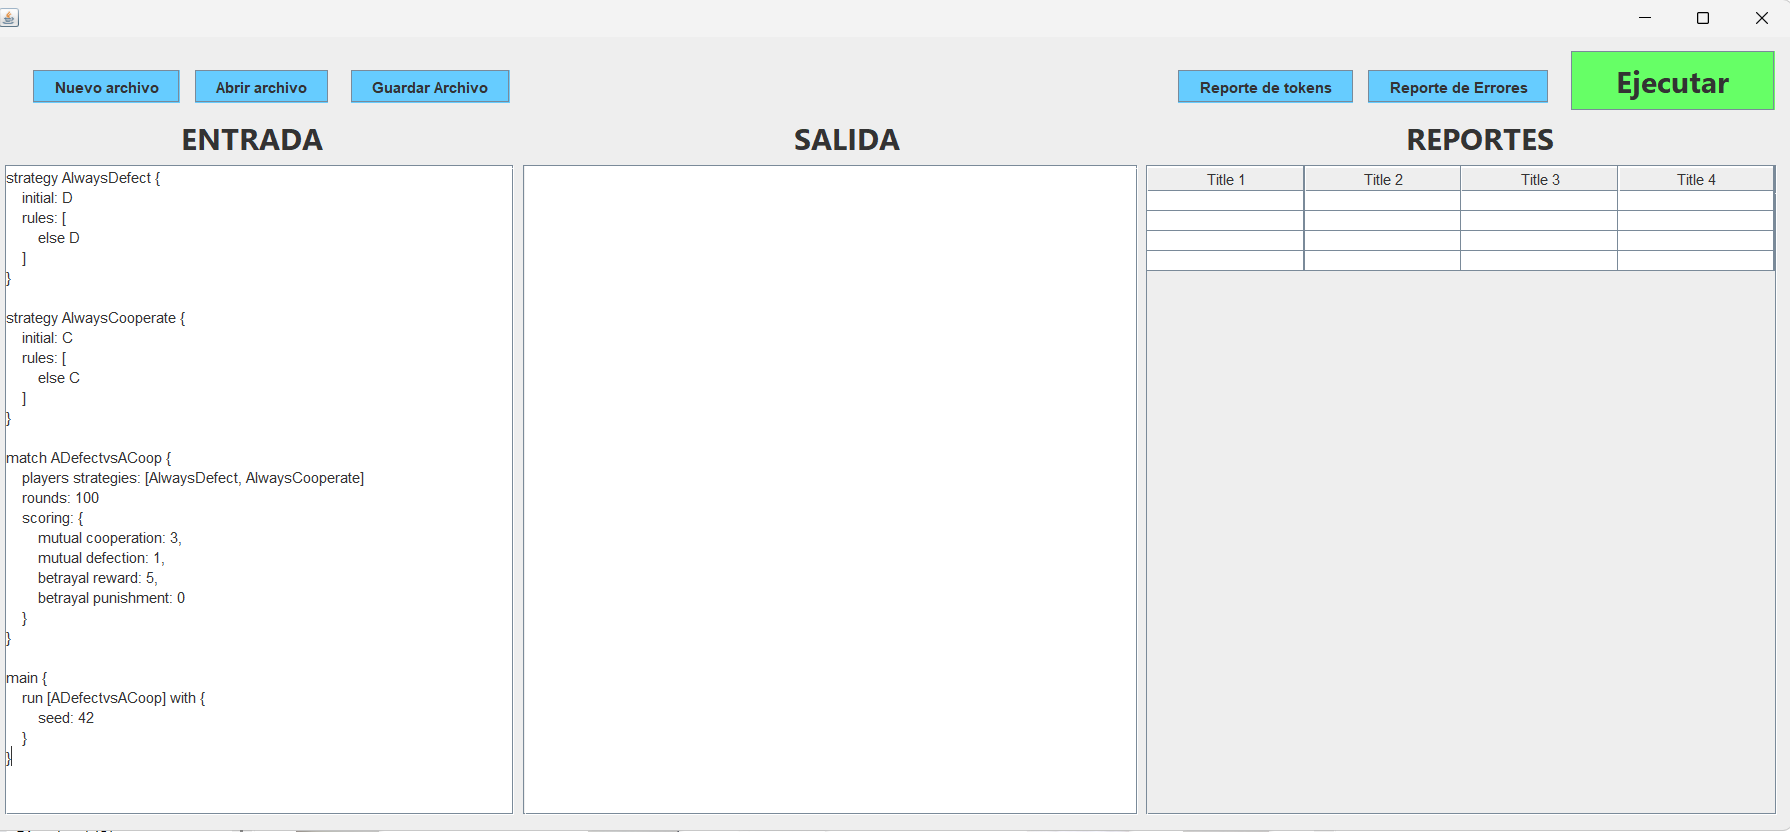 Nuevo archivo
Abrir archivo
Guardar Archivo
Reporte de tokens
Reporte de Errores
Ejecutar
ENTRADA
SALIDA
REPORTES
strategy AlwaysDefect {
    initial: D
    rules: [
        else D
    ]
}

strategy AlwaysCooperate {
    initial: C
    rules: [
        else C
    ]
}

match ADefectvsACoop {
    players strategies: [AlwaysDefect, AlwaysCooperate]
    rounds: 100
    scoring: {
        mutual cooperation: 3,
        mutual defection: 1,
        betrayal reward: 5,
        betrayal punishment: 0
    }
}

main {
    run [ADefectvsACoop] with {
        seed: 42
    }
}
Title 1
Title 2
Title 3
Title 4